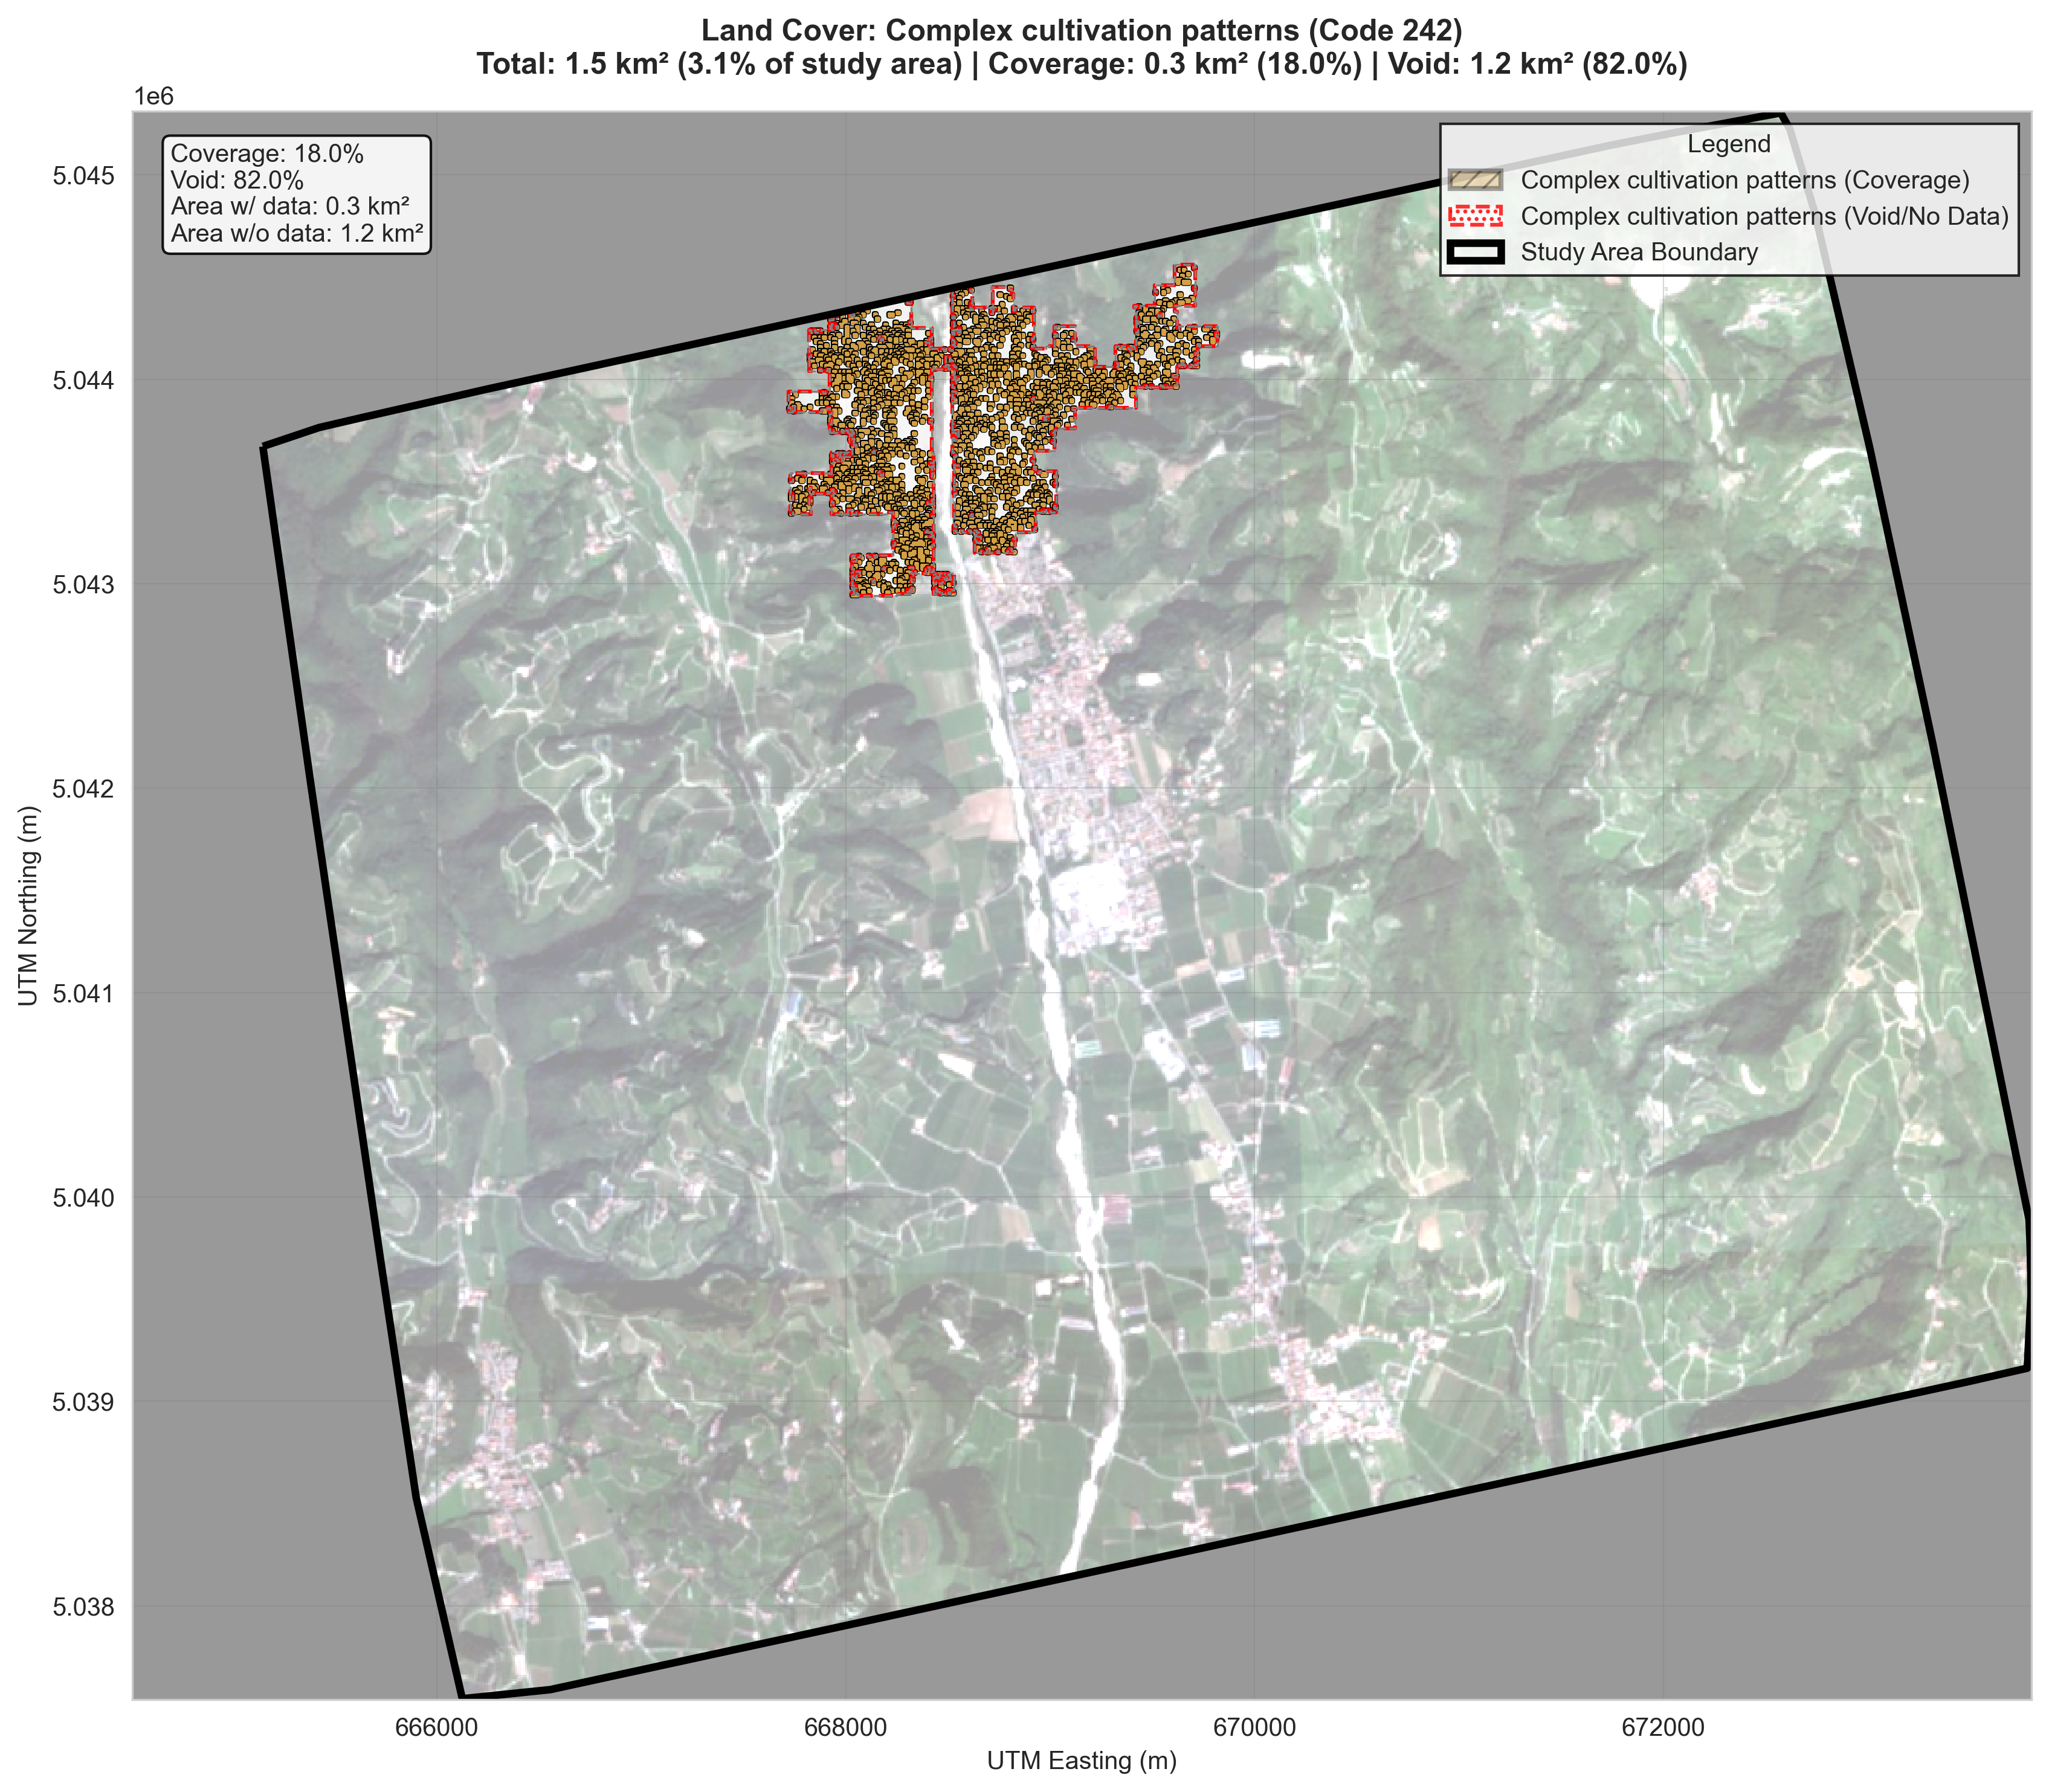 Land Cover: Complex cultivation patterns (Code 242)
Total: 1.5 km² (3.1% of study area) | Coverage: 0.3 km² (18.0%) | Void: 1.2 km² (82.0%)
1e6
Coverage: 18.0%
Void: 82.0%
Area w/ data: 0.3 km²
Area w/o data: 1.2 km²
Legend
Complex cultivation patterns (Coverage)
Complex cultivation patterns (Void/No Data)
Study Area Boundary
5.045
5.044
5.043
5.042
5.041
5.040
5.039
5.038
UTM Northing (m)
666000
668000
670000
672000
UTM Easting (m)